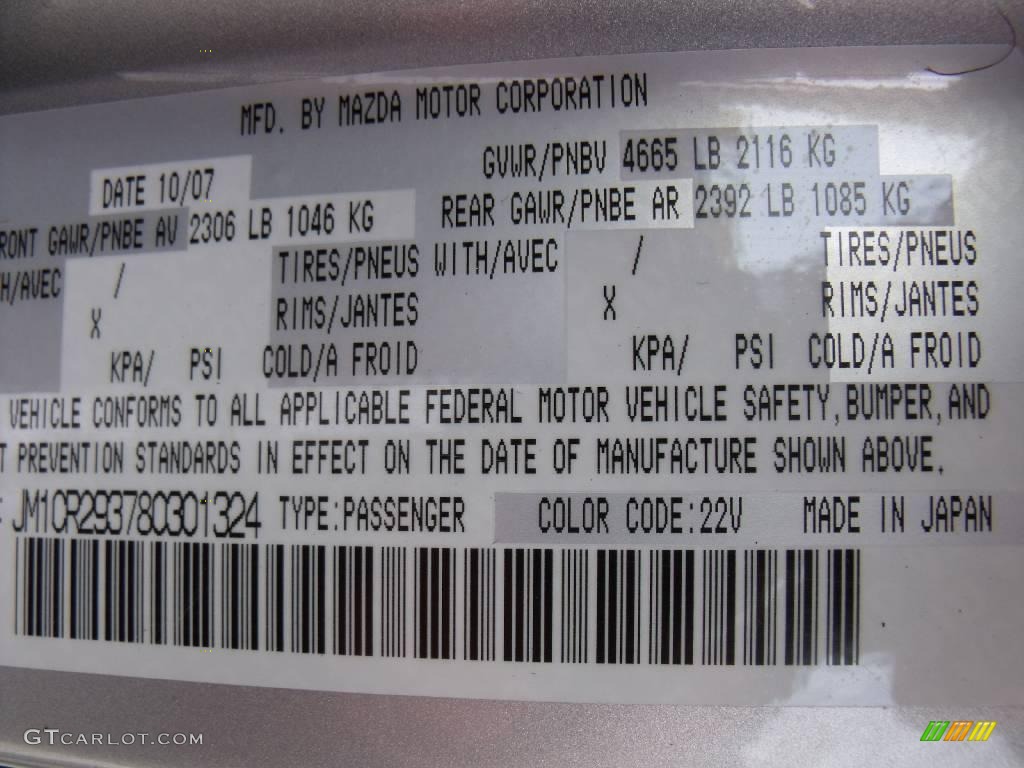 MFD. BY MAZDA MOTOR CORPORATION
DATE 10/07 GVWR/PNBV 4665 LB 2116 KG
RONT GAWR/PNBE AV 2306 LB 1046 KG REAR GAWR/PNBE AR 2392 LB 1085 KG
H/AVEC / TIRES/PNEUS WITH/AVEC / TIRES/PNEUS
X RIMS/JANTES X RIMS/JANTES
KPA/ PSI COLD/A FROID KPA/ PSI COLD/A FROID
VEHICLE CONFORMS TO ALL APPLICABLE FEDERAL MOTOR VEHICLE SAFETY,BUMPER,AND
T PREVENTION STANDARDS IN EFFECT ON THE DATE OF MANUFACTURE SHOWN ABOVE.
: JM1CR293780301324 TYPE:PASSENGER COLOR CODE:22V MADE IN JAPAN
GTCARLOT.COM